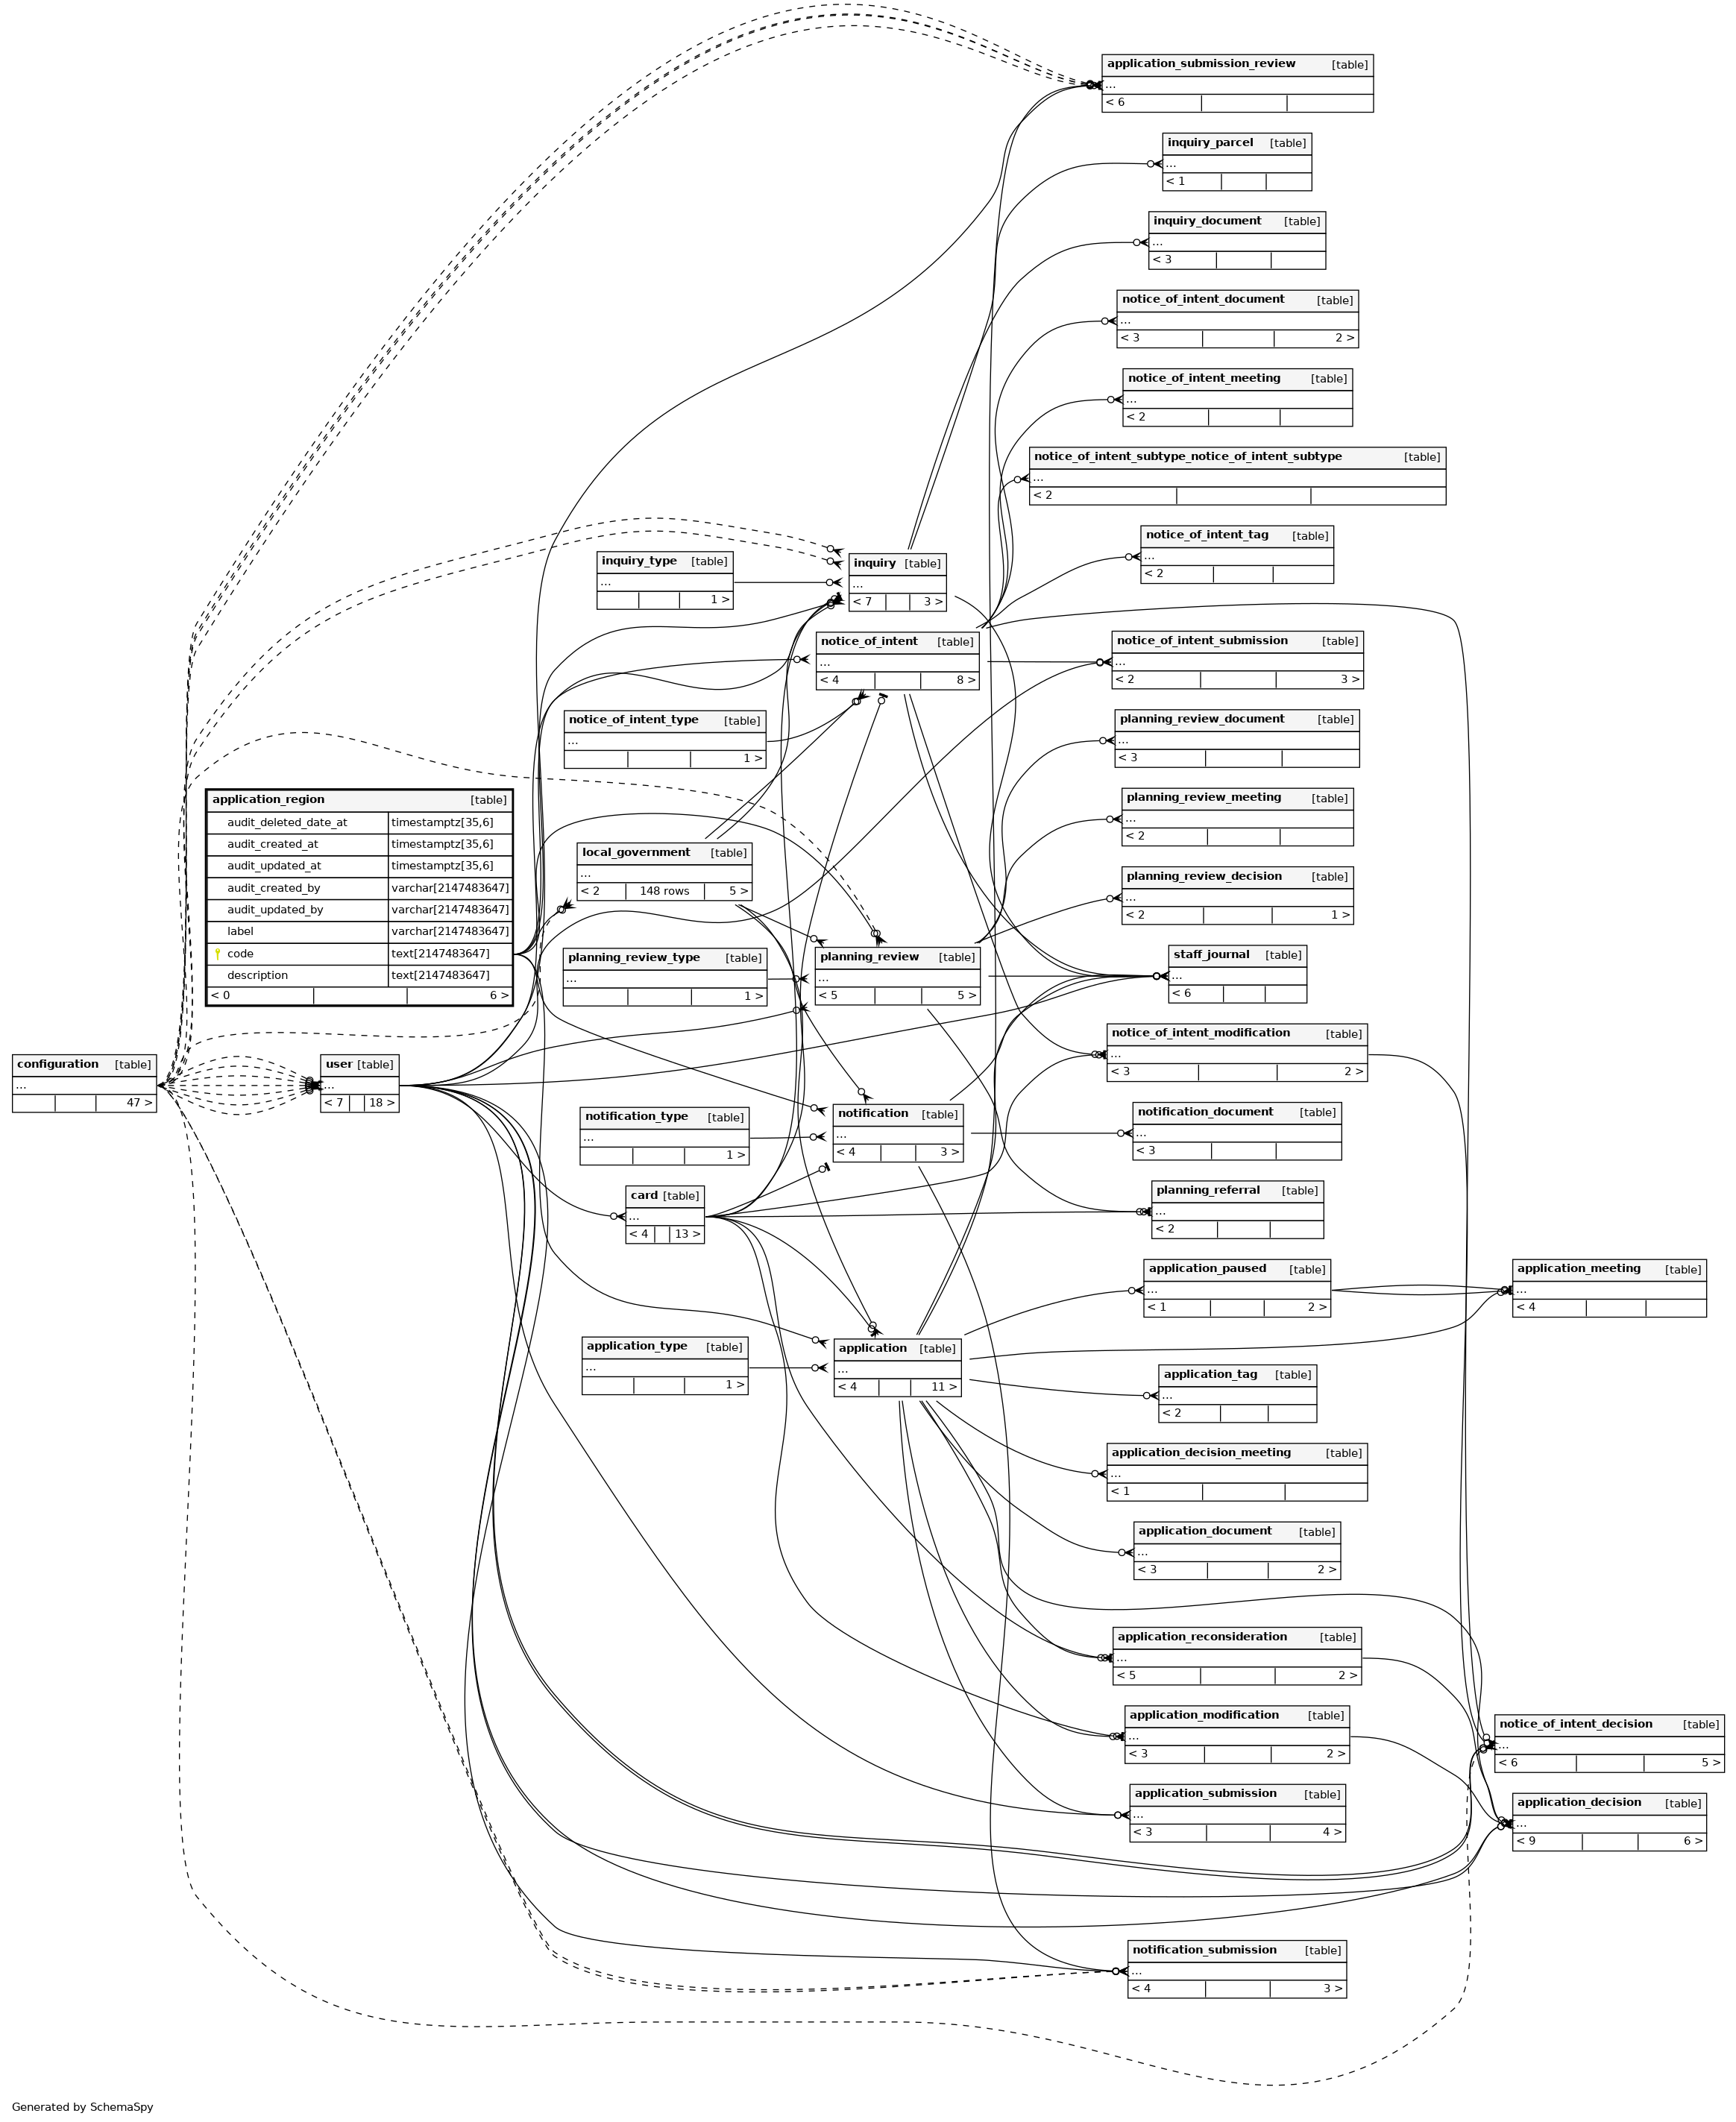 application_submission_review [table]
...
< 6
inquiry_parcel [table]
...
< 1
inquiry_document [table]
...
< 3
notice_of_intent_document [table]
...
< 3 2 >
notice_of_intent_meeting [table]
...
< 2
notice_of_intent_subtype_notice_of_intent_subtype [table]
...
< 2
notice_of_intent_tag [table]
...
< 2
inquiry_type [table]
...
1 >
inquiry [table]
...
< 7 3 >
notice_of_intent [table]
...
< 4 8 >
notice_of_intent_submission [table]
...
< 2 3 >
notice_of_intent_type [table]
...
1 >
planning_review_document [table]
...
< 3
application_region [table]
audit_deleted_date_at timestamptz[35,6]
audit_created_at timestamptz[35,6]
audit_updated_at timestamptz[35,6]
audit_created_by varchar[2147483647]
audit_updated_by varchar[2147483647]
label varchar[2147483647]
code text[2147483647]
description text[2147483647]
< 0 6 >
planning_review_meeting [table]
...
< 2
local_government [table]
...
< 2 148 rows 5 >
planning_review_decision [table]
...
< 2 1 >
planning_review_type [table]
...
1 >
planning_review [table]
...
< 5 5 >
staff_journal [table]
...
< 6
configuration [table]
...
47 >
user [table]
...
< 7 18 >
notice_of_intent_modification [table]
...
< 3 2 >
notification_type [table]
...
1 >
notification [table]
...
< 4 3 >
notification_document [table]
...
< 3
card [table]
...
< 4 13 >
planning_referral [table]
...
< 2
application_paused [table]
...
< 1 2 >
application_meeting [table]
...
< 4
application_type [table]
...
1 >
application [table]
...
< 4 11 >
application_tag [table]
...
< 2
application_decision_meeting [table]
...
< 1
application_document [table]
...
< 3 2 >
application_reconsideration [table]
...
< 5 2 >
application_modification [table]
...
< 3 2 >
notice_of_intent_decision [table]
...
< 6 5 >
application_submission [table]
...
< 3 4 >
application_decision [table]
...
< 9 6 >
notification_submission [table]
...
< 4 3 >
Generated by SchemaSpy